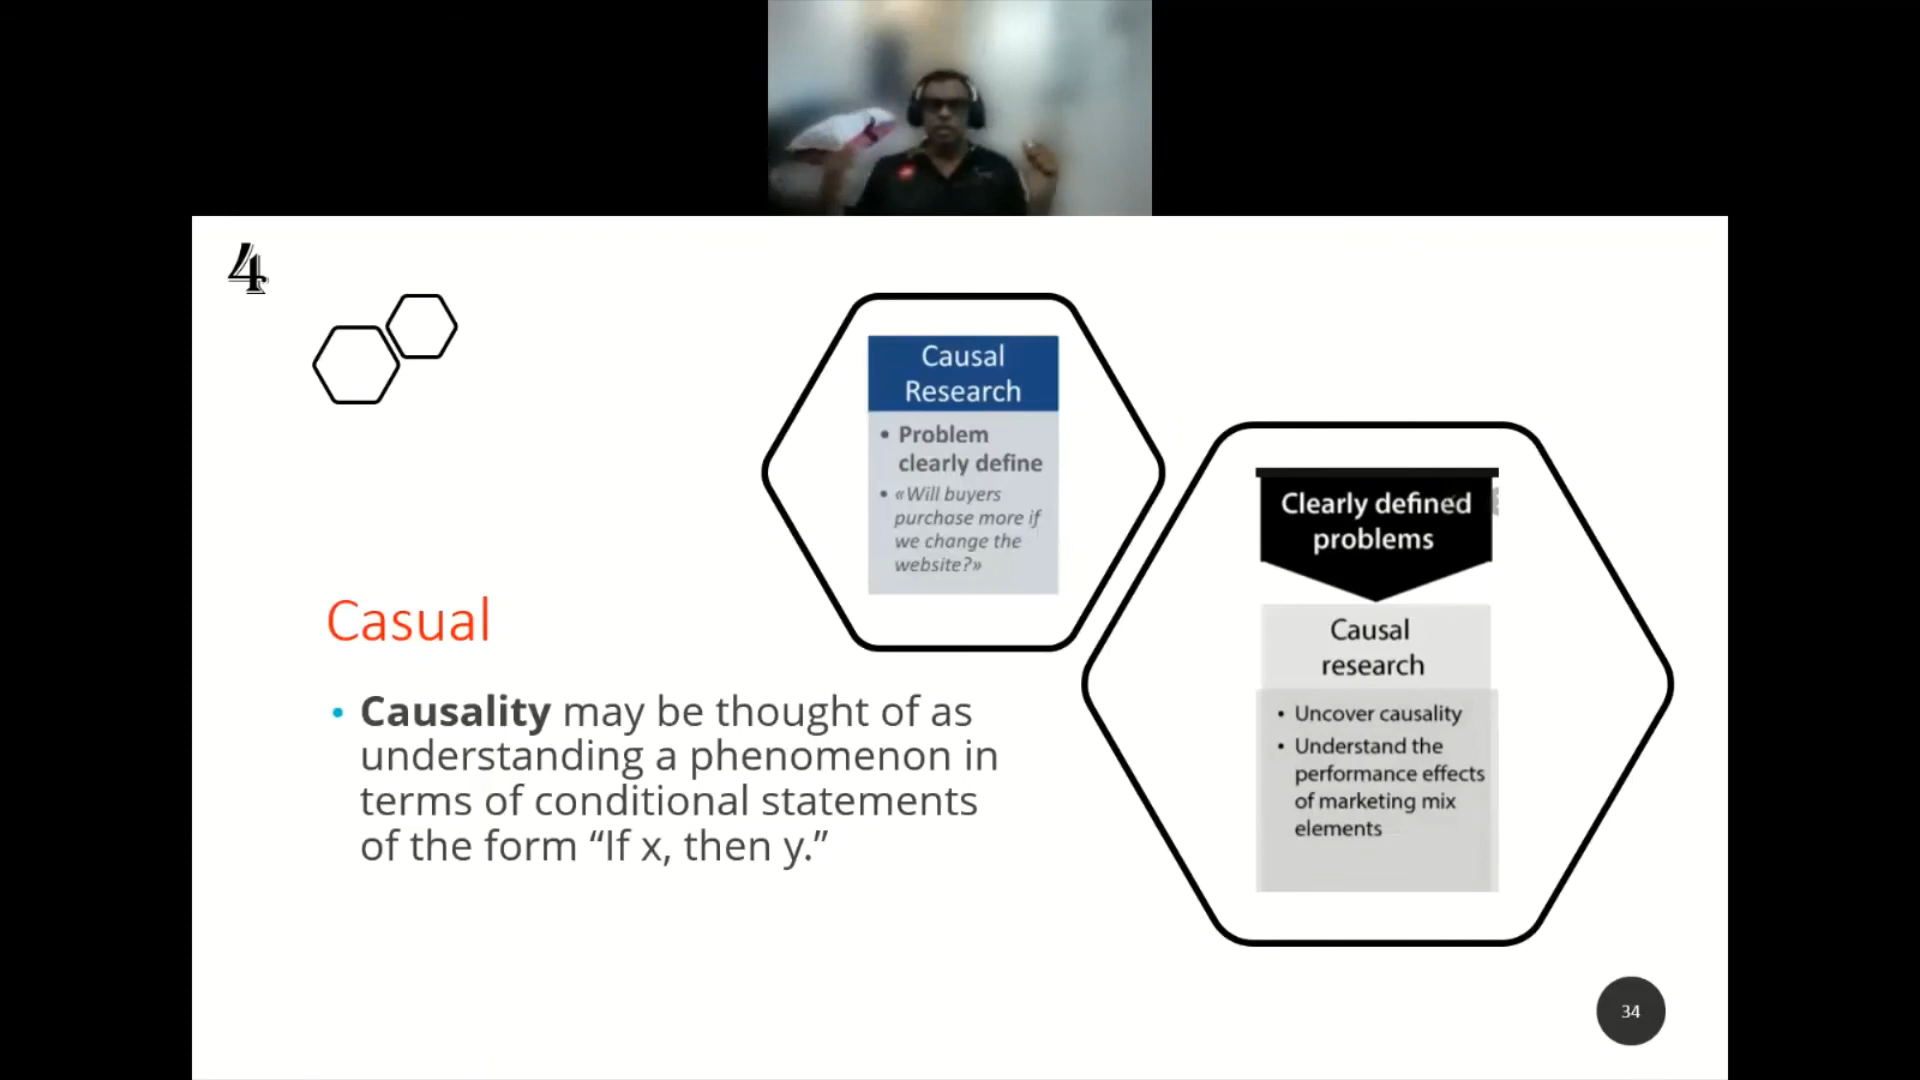 4
Causal
Research
• Problem
clearly define
• «Will buyers
purchase more if
we change the
website?»
Clearly defined
problems
Causal
research
• Uncover causality
• Understand the
performance effects
of marketing mix
elements
Casual
• Causality may be thought of as
understanding a phenomenon in
terms of conditional statements
of the form “If x, then y.”
34